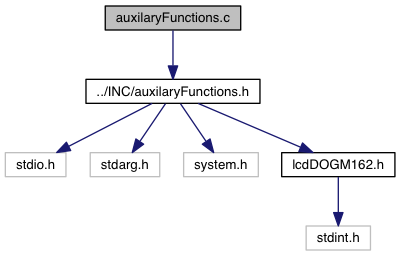 auxilaryFunctions.c
../INC/auxilaryFunctions.h
stdio.h
stdarg.h
system.h
lcdDOGM162.h
stdint.h